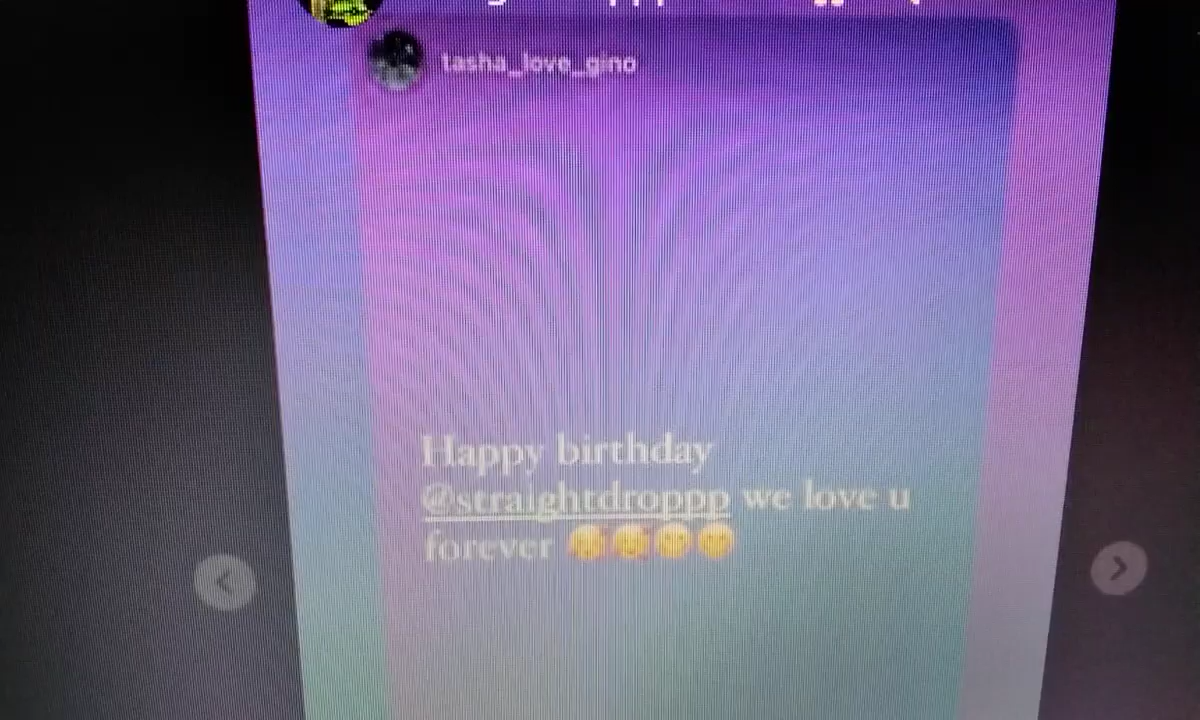 tasha_love_gino
Happy birthday
@straightdroppp we love u
forever